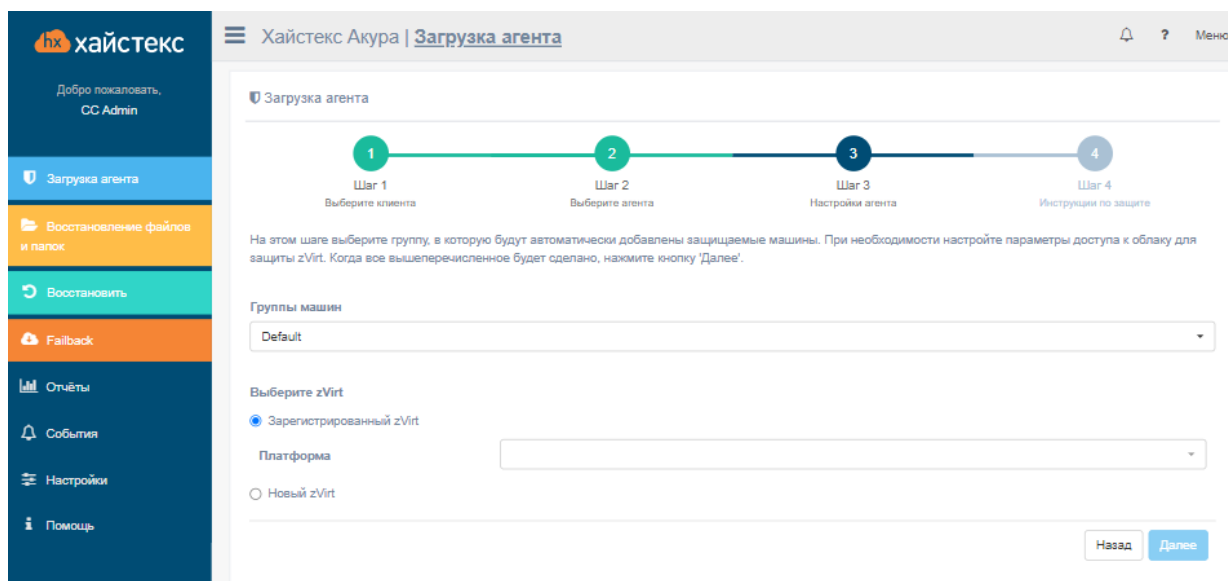 hx хайстекс
Добро пожаловать,
CC Admin
Загрузка агента
Восстановление файлов
и папок
Восстановить
Failback
Отчёты
События
Настройки
Помощь
Хайстекс Акура | Загрузка агента
? Меню
Загрузка агента
1 2 3 4
Шаг 1 Шаг 2 Шаг 3 Шаг 4
Выберите клиента Выберите агента Настройки агента Инструкции по защите
На этом шаге выберите группу, в которую будут автоматически добавлены защищаемые машины. При необходимости настройте параметры доступа к облаку для
защиты zVirt. Когда все вышеперечисленное будет сделано, нажмите кнопку 'Далее'.
Группы машин
Default
Выберите zVirt
Зарегистрированный zVirt
Платформа
Новый zVirt
Назад Далее